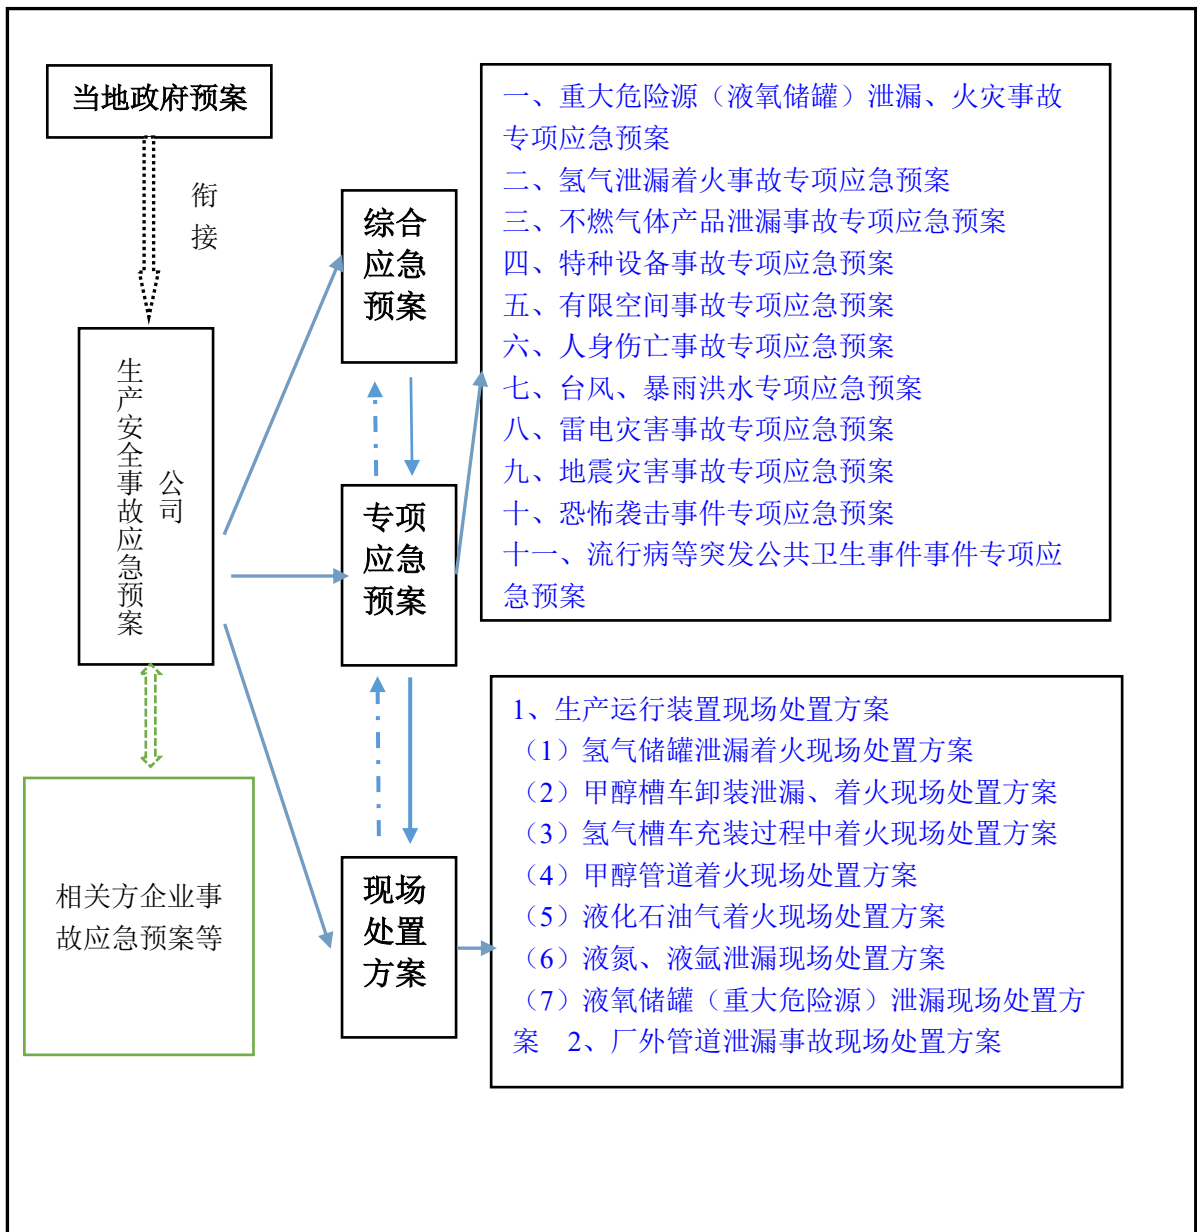 当地政府预案
衔
接
公司
生产安全事故应急预案
相关方企业事
故应急预案等
综合
应急
预案
专项
应急
预案
现场
处置
方案
一、重大危险源（液氧储罐）泄漏、火灾事故
专项应急预案
二、氢气泄漏着火事故专项应急预案
三、不燃气体产品泄漏事故专项应急预案
四、特种设备事故专项应急预案
五、有限空间事故专项应急预案
六、人身伤亡事故专项应急预案
七、台风、暴雨洪水专项应急预案
八、雷电灾害事故专项应急预案
九、地震灾害事故专项应急预案
十、恐怖袭击事件专项应急预案
十一、流行病等突发公共卫生事件事件专项应
急预案
1、生产运行装置现场处置方案
（1）氢气储罐泄漏着火现场处置方案
（2）甲醇槽车卸装泄漏、着火现场处置方案
（3）氢气槽车充装过程中着火现场处置方案
（4）甲醇管道着火现场处置方案
（5）液化石油气着火现场处置方案
（6）液氮、液氩泄漏现场处置方案
（7）液氧储罐（重大危险源）泄漏现场处置方
案　2、厂外管道泄漏事故现场处置方案